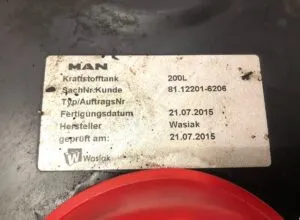 MAN
Kraftstofftank 200L
SachNr.Kunde 81.12201-6206
Typ/AuftragsNr
Fertigungsdatum 21.07.2015
Hersteller Wasiak
geprüft am: 21.07.2015
W Wasiak